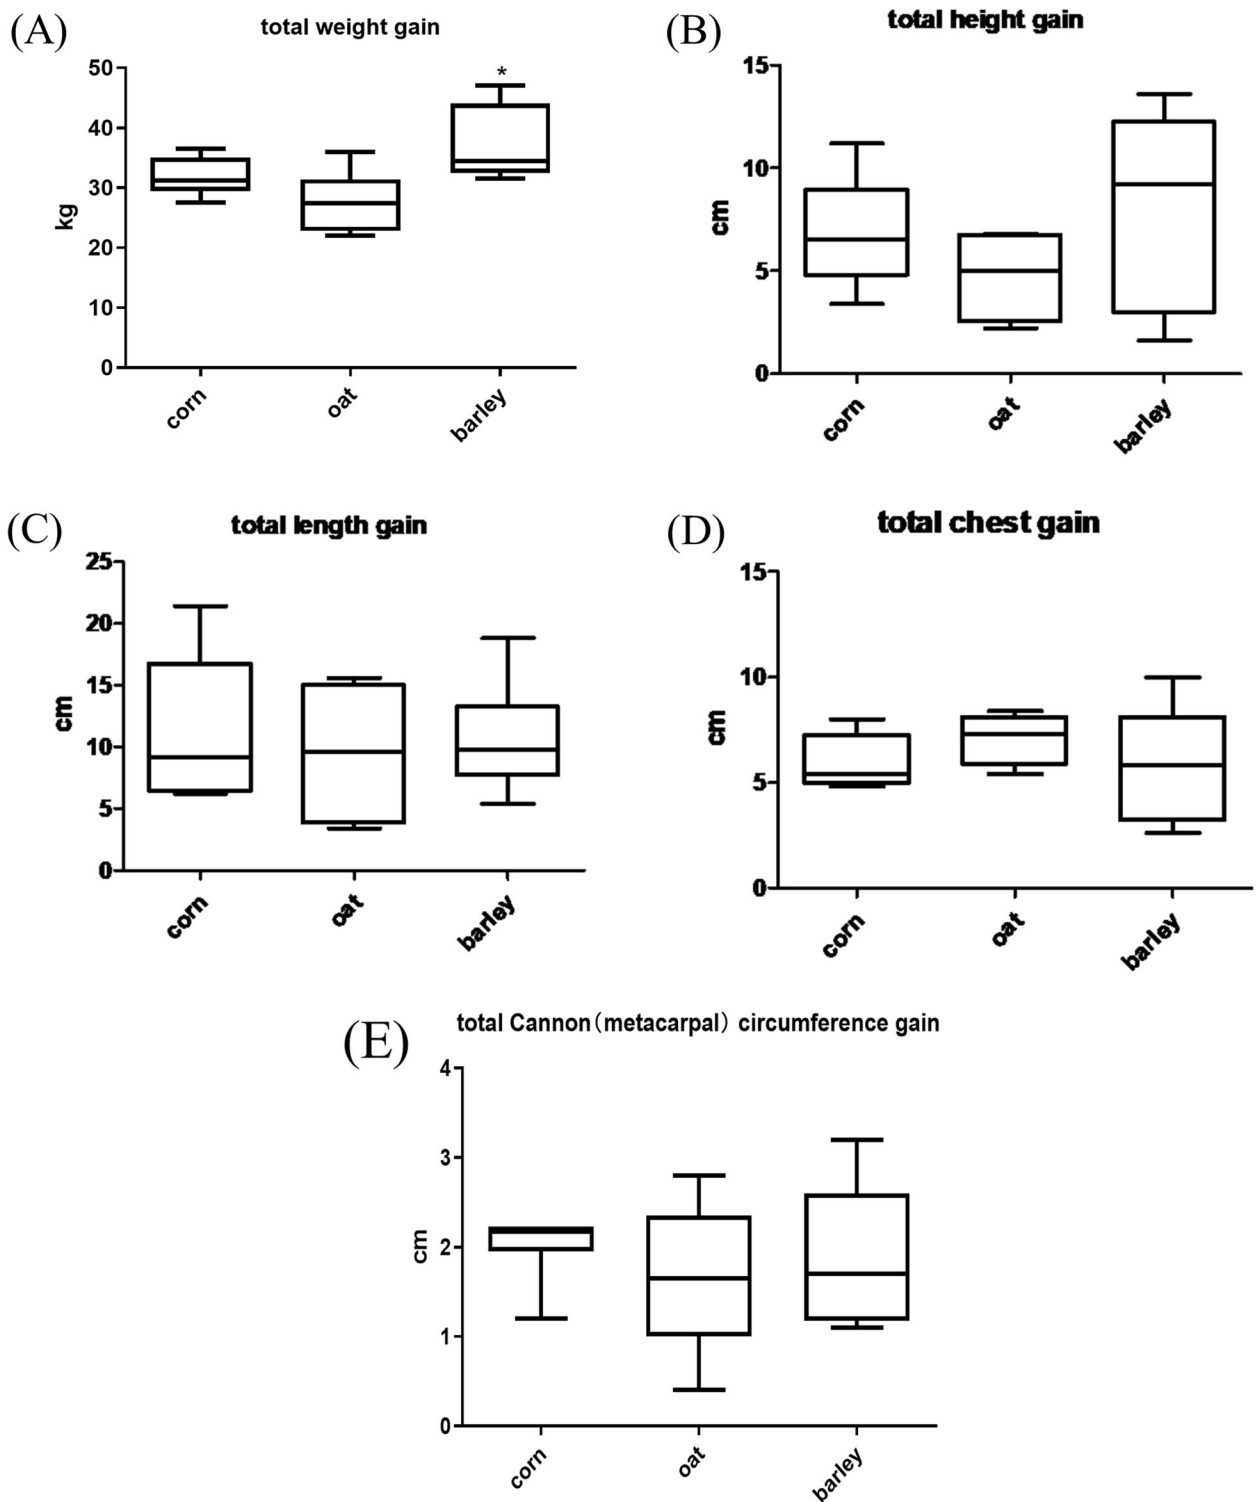 (A)
total weight gain
*
50
40
30
20
10
0
kg
corn
oat
barley
(B)
total height gain
15
10
5
0
cm
corn
oat
barley
(C)
total length gain
25
20
15
10
5
0
cm
corn
oat
barley
(D)
total chest gain
15
10
5
0
cm
corn
oat
barley
(E)
total Cannon（metacarpal） circumference gain
4
3
2
1
0
cm
corn
oat
barley